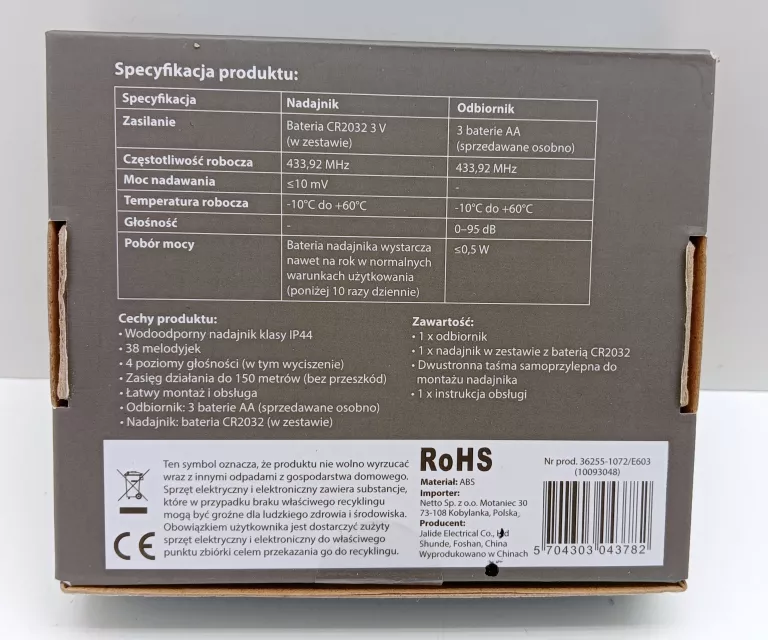 Specyfikacja produktu:
Specyfikacja Nadajnik Odbiornik
Zasilanie Bateria CR2032 3 V 3 baterie AA
(w zestawie) (sprzedawane osobno)
Częstotliwość robocza 433,92 MHz 433,92 MHz
Moc nadawania ≤10 mV -
Temperatura robocza -10°C do +60°C -10°C do +60°C
Głośność - 0–95 dB
Pobór mocy Bateria nadajnika wystarcza ≤0,5 W
nawet na rok w normalnych
warunkach użytkowania
(poniżej 10 razy dziennie)
Cechy produktu:
• Wodoodporny nadajnik klasy IP44
• 38 melodyjek
• 4 poziomy głośności (w tym wyciszenie)
• Zasięg działania do 150 metrów (bez przeszkód)
• Łatwy montaż i obsługa
• Odbiornik: 3 baterie AA (sprzedawane osobno)
• Nadajnik: bateria CR2032 (w zestawie)
Zawartość:
• 1 x odbiornik
• 1 x nadajnik w zestawie z baterią CR2032
• Dwustronna taśma samoprzylepna do
montażu nadajnika
• 1 x instrukcja obsługi
CE
Ten symbol oznacza, że produktu nie wolno wyrzucać
wraz z innymi odpadami z gospodarstwa domowego.
Sprzęt elektryczny i elektroniczny zawiera substancje,
które w przypadku braku właściwego recyklingu
mogą być groźne dla ludzkiego zdrowia i środowiska.
Obowiązkiem użytkownika jest dostarczyć zużyty
sprzęt elektryczny i elektroniczny do właściwego
punktu zbiórki celem przekazania go do recyklingu.
RoHS
Materiał: ABS
Importer:
Netto Sp. z o.o. Motaniec 30
73-108 Kobylanka, Polska,
Producent:
Jalide Electrical Co., Ltd
Shunde, Foshan, China
Wyprodukowano w Chinach
Nr prod. 36255-1072/E603
(10093048)
5 704303 043782